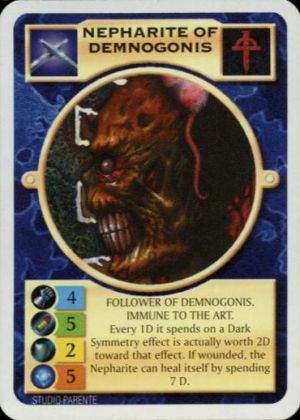 NEPHARITE OF
DEMNOGONIS
4
5
2
5
FOLLOWER OF DEMNOGONIS.
IMMUNE TO THE ART.
Every 1D it spends on a Dark
Symmetry effect is actually worth 2D
toward that effect. If wounded, the
Nepharite can heal itself by spending
7 D.
STUDIO PARENTE